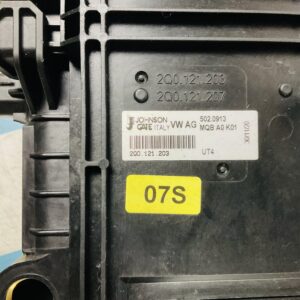 2Q0.121.203
2Q0.121.207
JOHNSON
GATE ITALY
VW AG
502.0913
MQB A0 K01
2Q0.121.203
UT4
07S